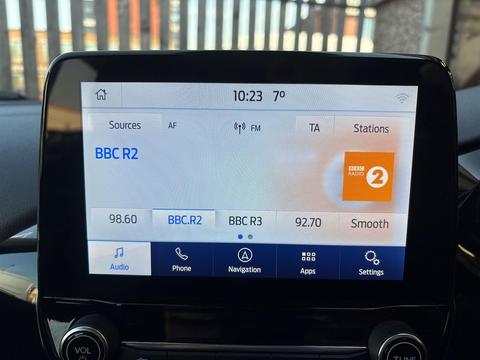 10:23 7°
Sources AF FM TA Stations
BBC R2
BBC
RADIO 2
98.60 BBC.R2 BBC R3 92.70 Smooth
Audio Phone Navigation Apps Settings
VOL TUNE